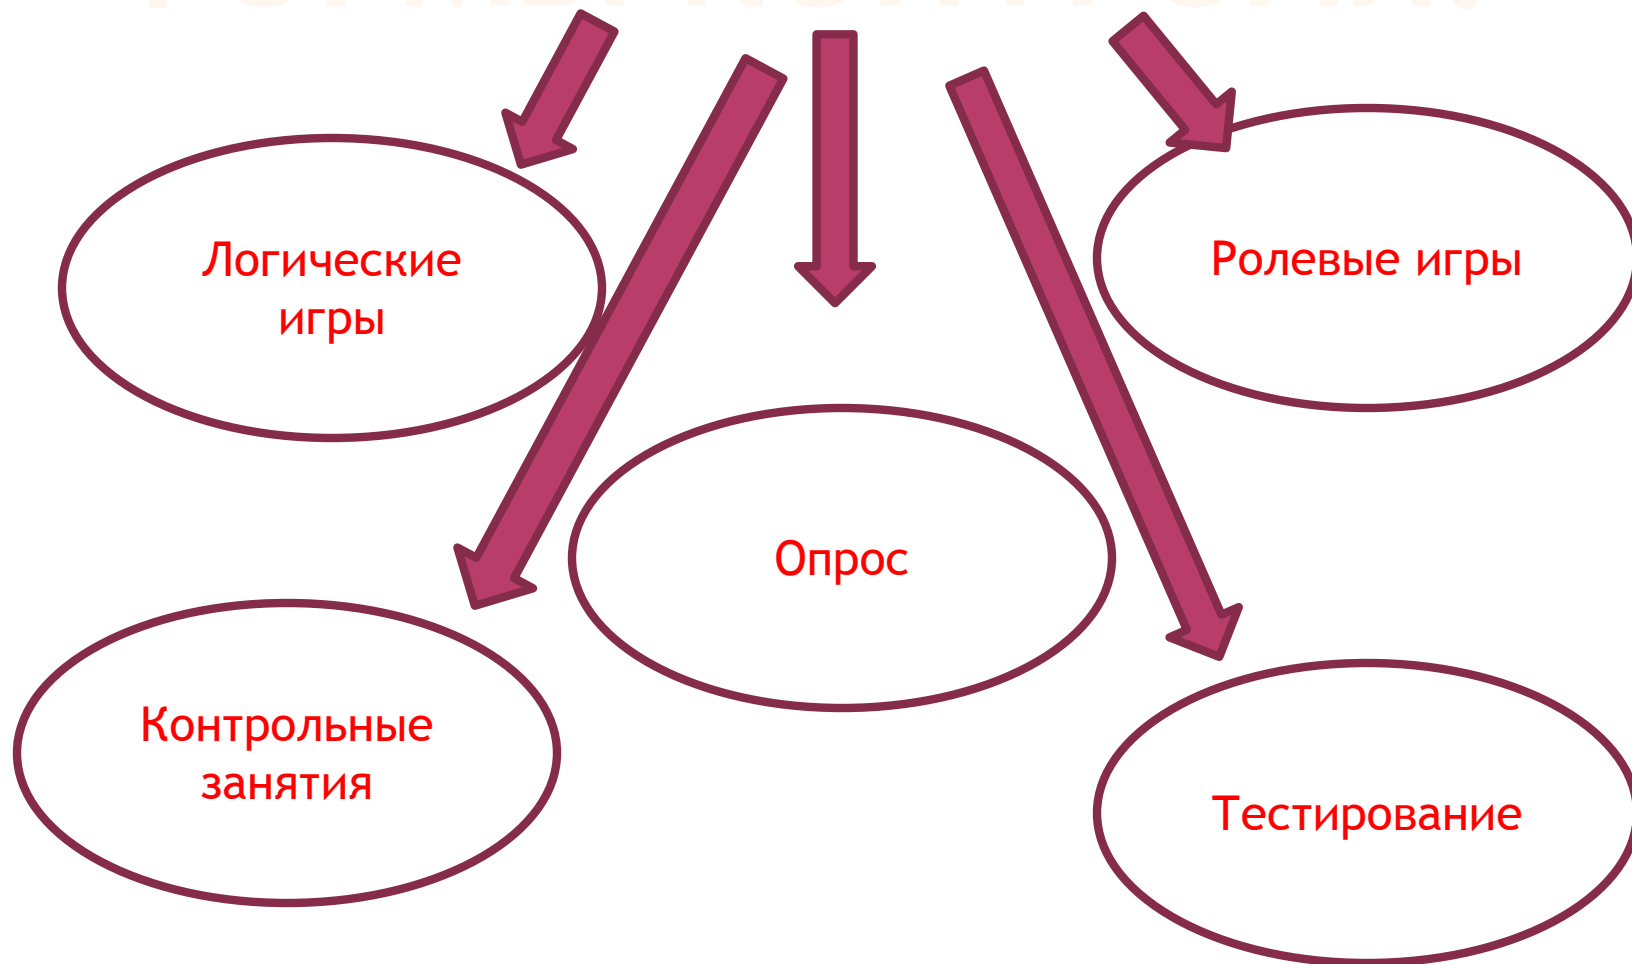 Логические
игры
Ролевые игры
Опрос
Контрольные
занятия
Тестирование